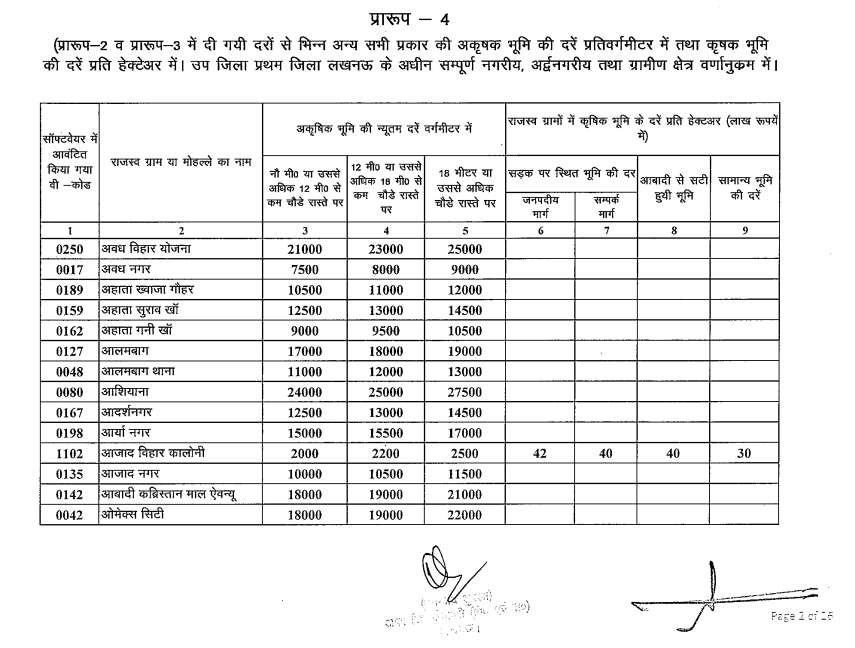 प्रारूप – 4
(प्रारूप–2 व प्रारूप–3 में दी गयी दरों से भिन्न अन्य सभी प्रकार की अकृषक भूमि की दरें प्रतिवर्गमीटर में तथा कृषक भूमि
की दरें प्रति हेक्टेअर में। उप जिला प्रथम जिला लखनऊ के अधीन सम्पूर्ण नगरीय, अर्द्वनगरीय तथा ग्रामीण क्षेत्र वर्णानुकम में।
सॉफ्टवेयर में आवंटित किया गया वी –कोड
राजस्व ग्राम या मोहल्ले का नाम
अकृषिक भूमि की न्यूतम दरें वर्गमीटर में
राजस्व ग्रामों में कृषिक भूमि के दरें प्रति हेक्टअर (लाख रूपयें में)
नौ मी0 या उससे अधिक 12 मी0 से कम चौडे रास्ते पर
12 मी0 या उससे अधिक 18 मी0 से कम चौडे रास्ते पर
18 मीटर या उससे अधिक चौडे रास्ते पर
सड़क पर स्थित भूमि की दर
आबादी से सटी हुयी भूमि
सामान्य भूमि की दरें
जनपदीय मार्ग
सम्पर्क मार्ग
1 2 3 4 5 6 7 8 9
0250 अवध विहार योजना 21000 23000 25000
0017 अवध नगर 7500 8000 9000
0189 अहाता ख्वाजा गौहर 10500 11000 12000
0159 अहाता सुराव खॉ 12500 13000 14500
0162 अहाता गनी खॉ 9000 9500 10500
0127 आलमबाग 17000 18000 19000
0048 आलमबाग थाना 11000 12000 13000
0080 आशियाना 24000 25000 27500
0167 आदर्शनगर 12500 13000 14500
0198 आर्या नगर 15000 15500 17000
1102 आजाद विहार कालोनी 2000 2200 2500 42 40 40 30
0135 आजाद नगर 10000 10500 11500
0142 आबादी कब्रिस्तान माल ऐवन्यू 18000 19000 21000
0042 ओमेक्स सिटी 18000 19000 22000
Page 2 of 26